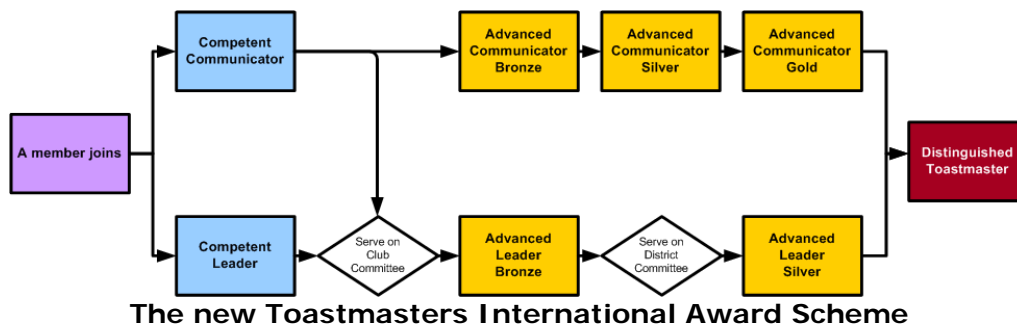 A member joins
Competent
Communicator
Advanced
Communicator
Bronze
Advanced
Communicator
Silver
Advanced
Communicator
Gold
Competent
Leader
Serve on
Club
Committee
Advanced
Leader
Bronze
Serve on
District
Committee
Advanced
Leader
Silver
Distinguished
Toastmaster
The new Toastmasters International Award Scheme